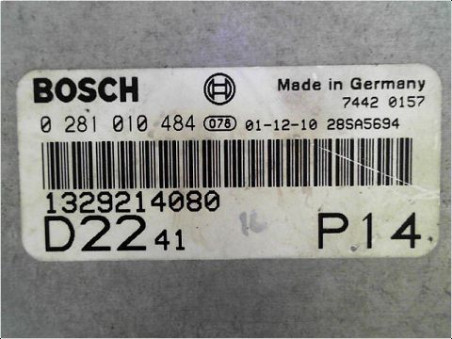 BOSCH Made in Germany
7442 0157
0 281 010 484 078 01-12-10 28SA5694
1329214080
D22 41 P14